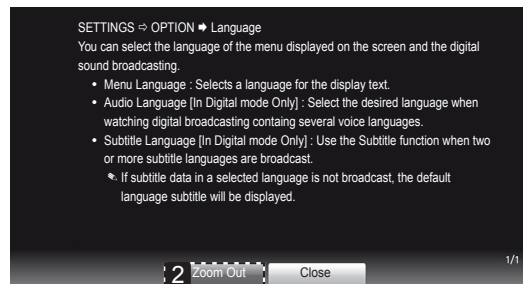 SETTINGS ⇨ OPTION ➡ Language
You can select the language of the menu displayed on the screen and the digital
sound broadcasting.
• Menu Language : Selects a language for the display text.
• Audio Language [In Digital mode Only] : Select the desired language when
watching digital broadcasting containg several voice languages.
• Subtitle Language [In Digital mode Only] : Use the Subtitle function when two
or more subtitle languages are broadcast.
✎ If subtitle data in a selected language is not broadcast, the default
language subtitle will be displayed.
1/1
2 Zoom Out Close